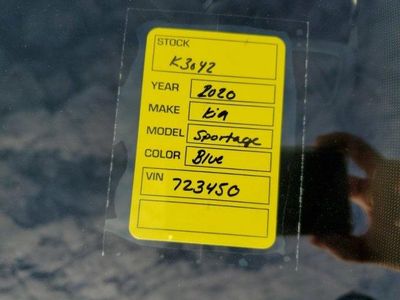 STOCK
K3042
YEAR 2020
MAKE kia
MODEL Sportage
COLOR Blue
VIN 723450